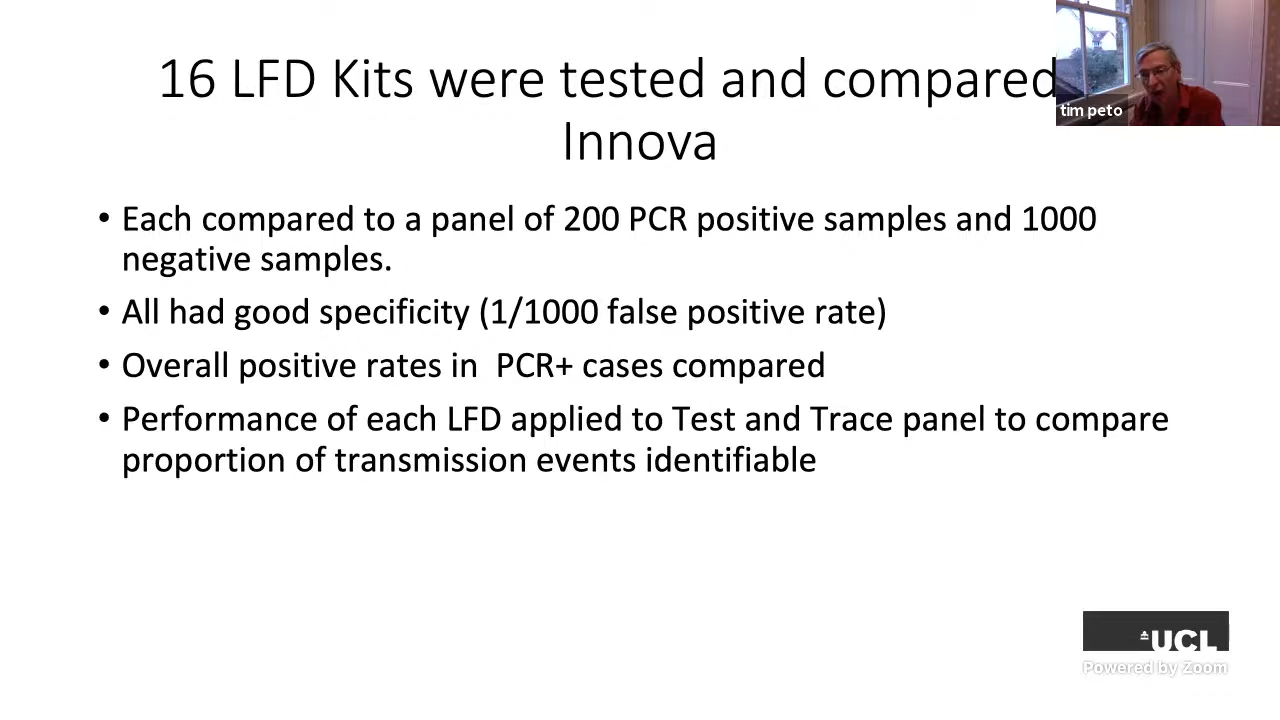 16 LFD Kits were tested and compared
Innova
tim peto
• Each compared to a panel of 200 PCR positive samples and 1000
negative samples.
• All had good specificity (1/1000 false positive rate)
• Overall positive rates in  PCR+ cases compared
• Performance of each LFD applied to Test and Trace panel to compare
proportion of transmission events identifiable
UCL
Powered by Zoom